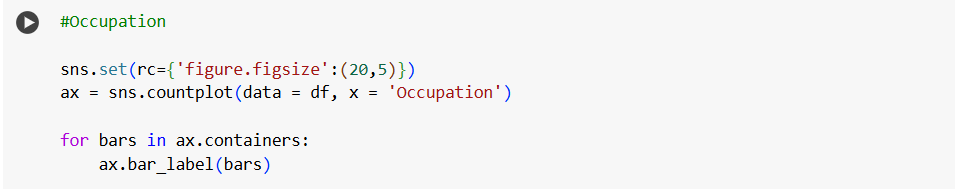 #Occupation
sns.set(rc={'figure.figsize':(20,5)})
ax = sns.countplot(data = df, x = 'Occupation')
for bars in ax.containers:
    ax.bar_label(bars)